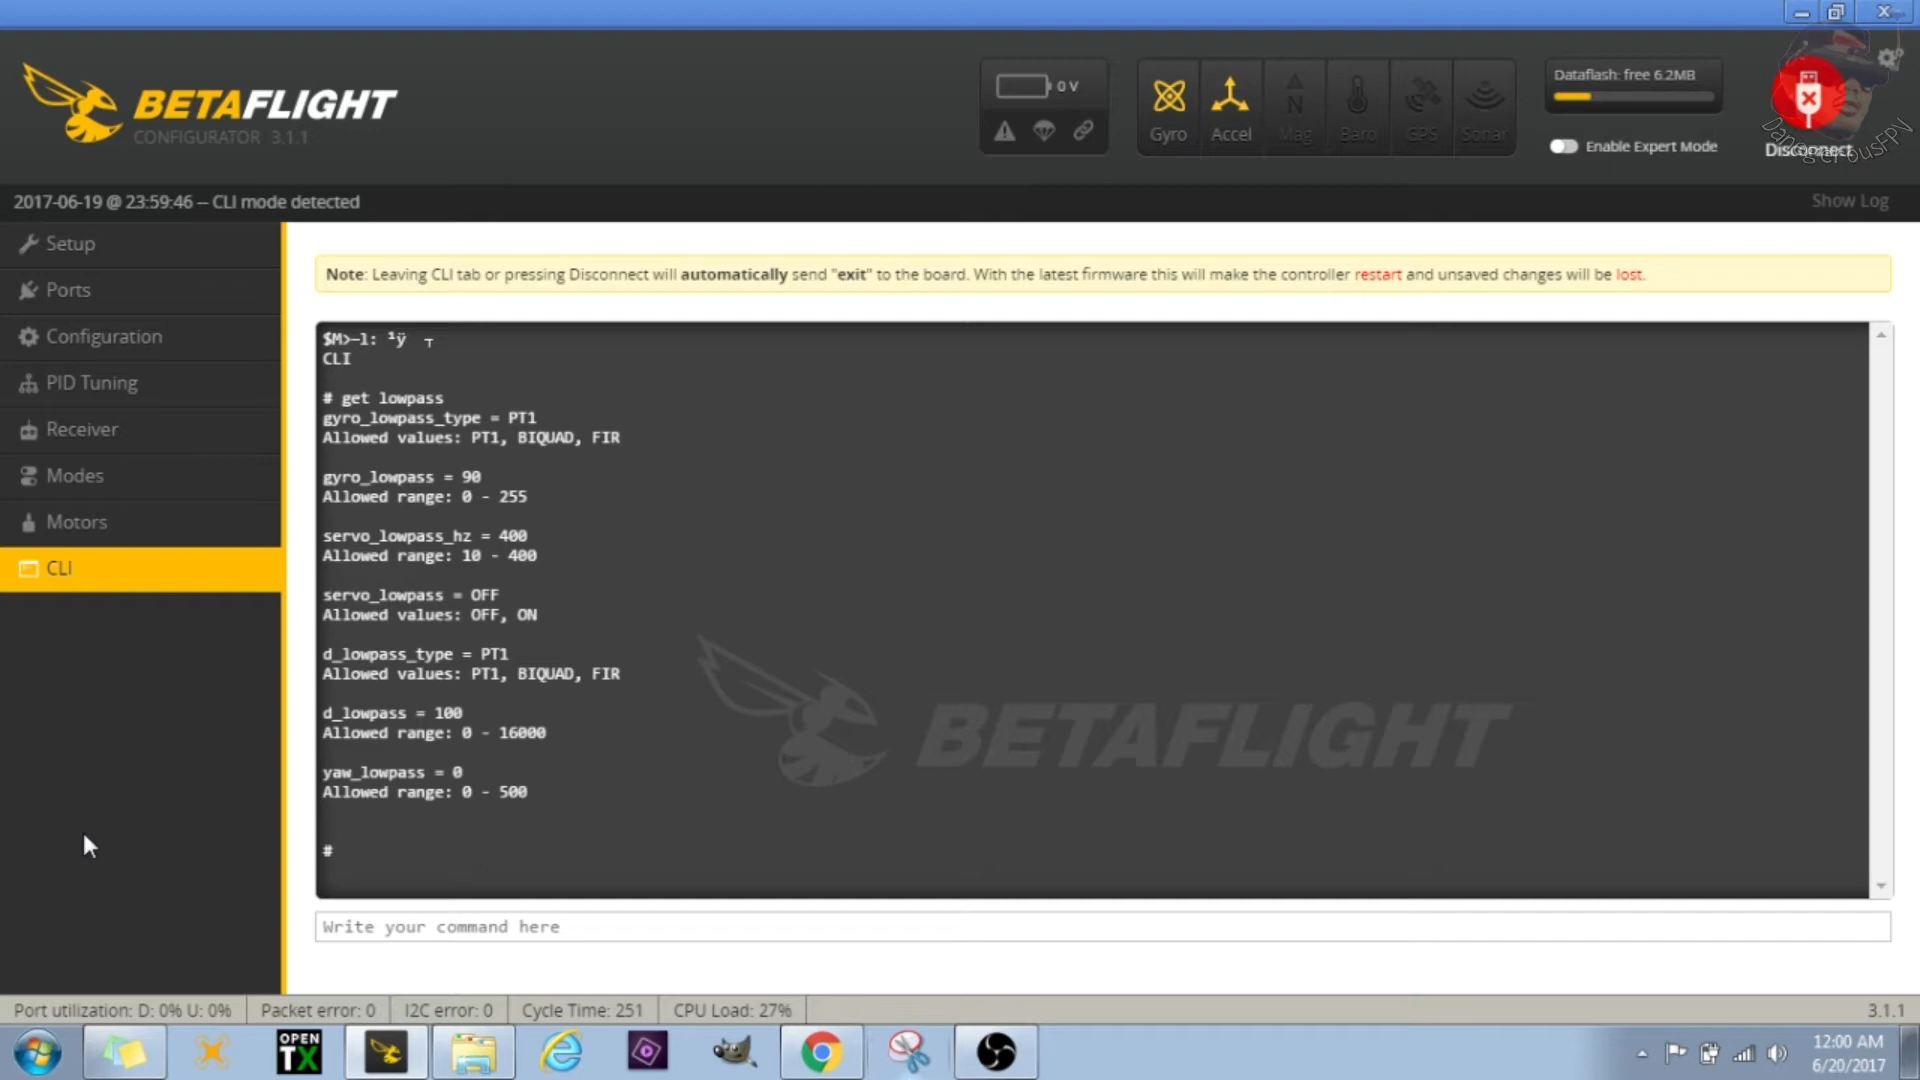 BETAFLIGHT
CONFIGURATOR 3.1.1
0 V
Gyro
Accel
Mag
Baro
GPS
Sonar
Dataflash: free 6.2MB
Enable Expert Mode
Disconnect
2017-06-19 @ 23:59:46 -- CLI mode detected
Show Log
Setup
Ports
Configuration
PID Tuning
Receiver
Modes
Motors
CLI
Note: Leaving CLI tab or pressing Disconnect will automatically send "exit" to the board. With the latest firmware this will make the controller restart and unsaved changes will be lost.
$M>–l: ¹ÿ ┬
CLI
# get lowpass
gyro_lowpass_type = PT1
Allowed values: PT1, BIQUAD, FIR
gyro_lowpass = 90
Allowed range: 0 - 255
servo_lowpass_hz = 400
Allowed range: 10 - 400
servo_lowpass = OFF
Allowed values: OFF, ON
d_lowpass_type = PT1
Allowed values: PT1, BIQUAD, FIR
d_lowpass = 100
Allowed range: 0 - 16000
yaw_lowpass = 0
Allowed range: 0 - 500
#
BETAFLIGHT
Write your command here
Port utilization: D: 0% U: 0%
Packet error: 0
I2C error: 0
Cycle Time: 251
CPU Load: 27%
3.1.1
OPEN
TX
12:00 AM
6/20/2017